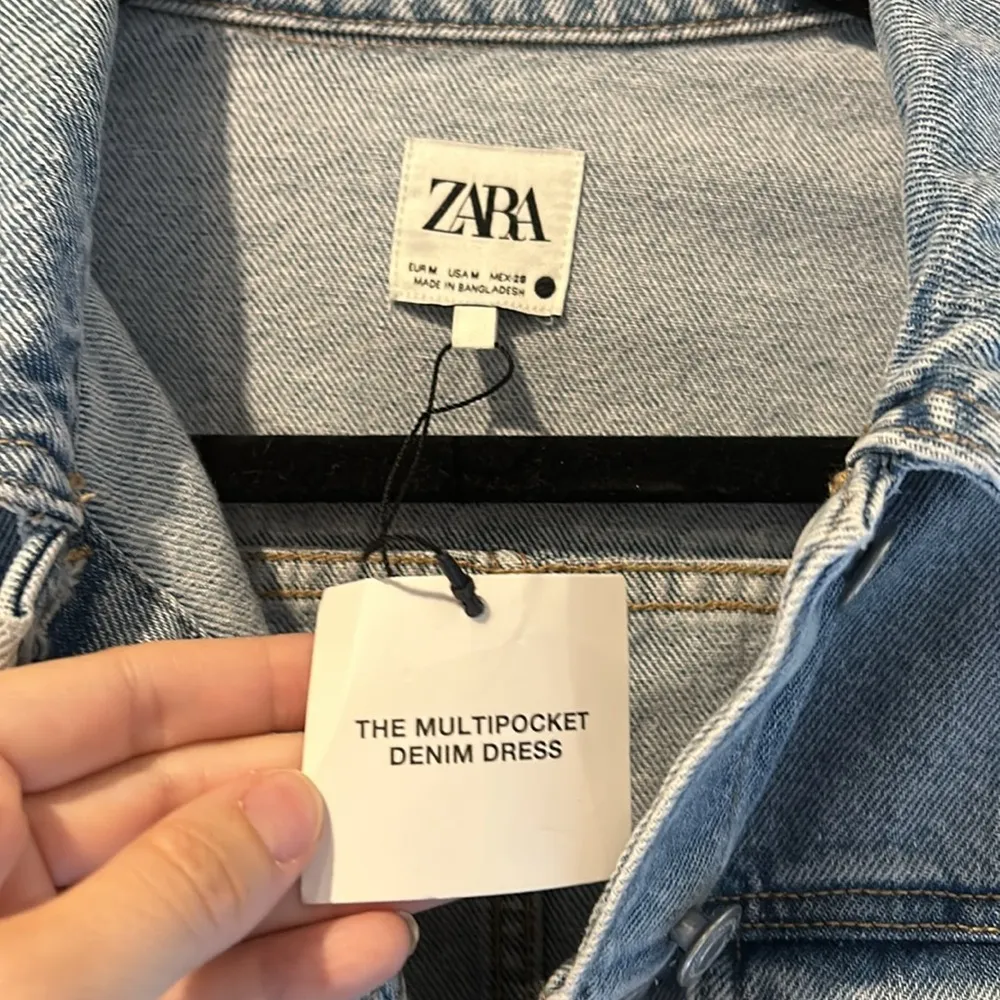 ZARA
EUR M USA M MEX 28
MADE IN BANGLADESH
THE MULTIPOCKET
DENIM DRESS